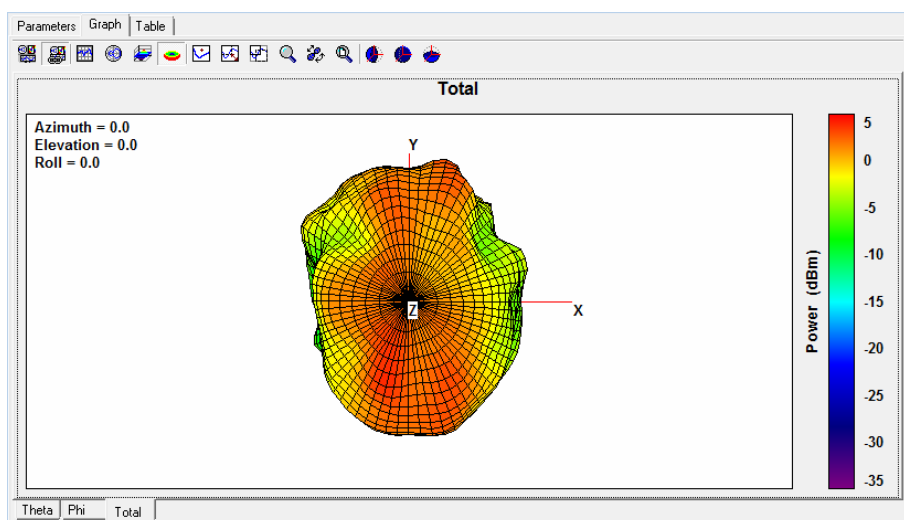 Parameters Graph Table
Total
Azimuth = 0.0
Elevation = 0.0
Roll = 0.0
Y
X
Z
Power (dBm)
5
0
-5
-10
-15
-20
-25
-30
-35
Theta Phi Total